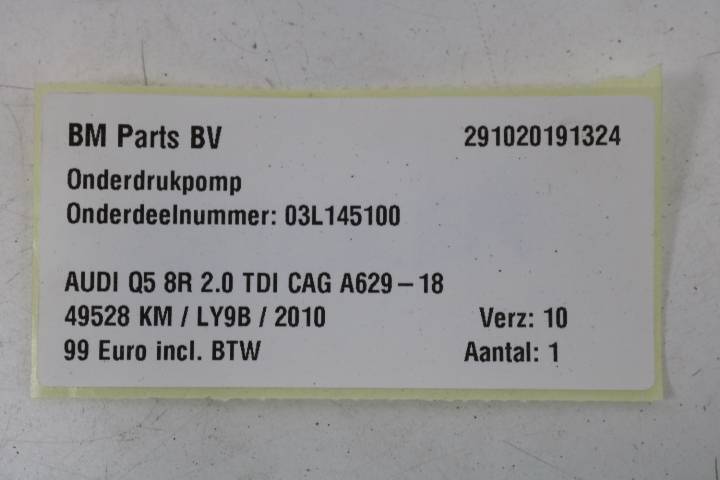 BM Parts BV 291020191324
Onderdrukpomp
Onderdeelnummer: 03L145100
AUDI Q5 8R 2.0 TDI CAG A629-18
49528 KM / LY9B / 2010 Verz: 10
99 Euro incl. BTW Aantal: 1